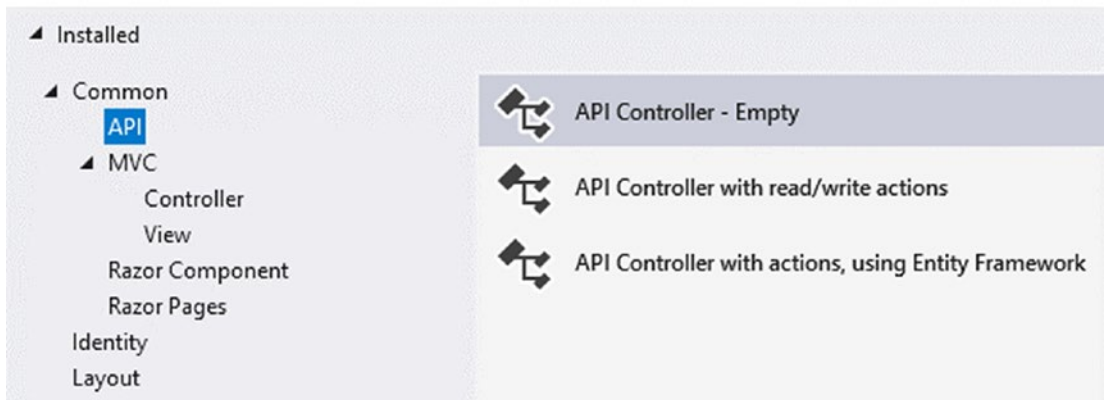 Installed
Common
API
MVC
Controller
View
Razor Component
Razor Pages
Identity
Layout
API Controller - Empty
API Controller with read/write actions
API Controller with actions, using Entity Framework